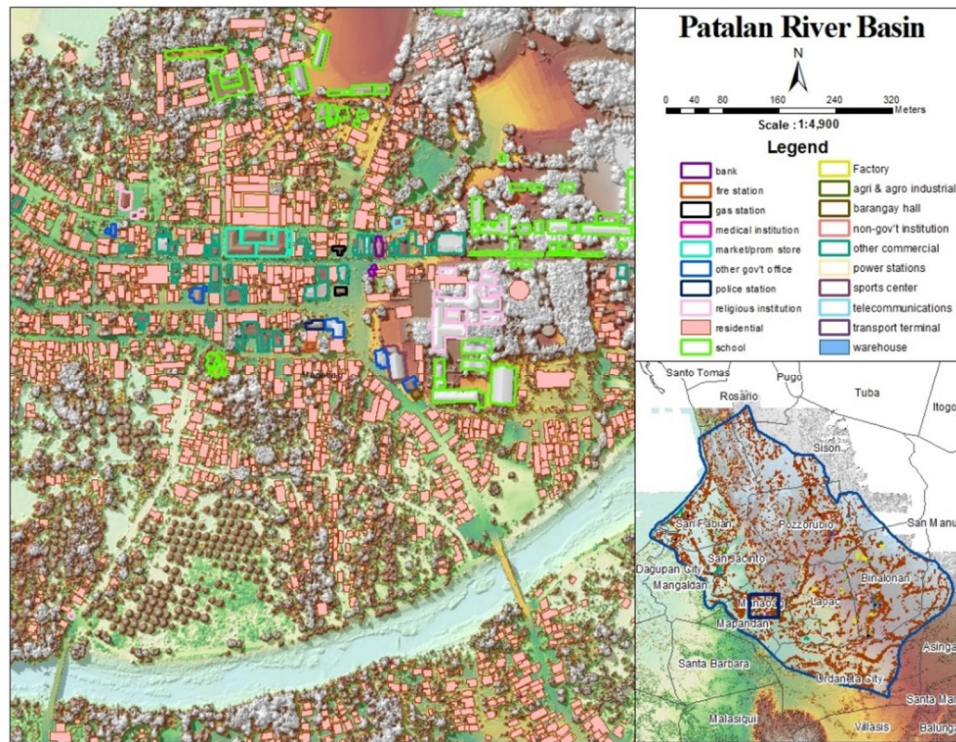 Patalan River Basin
N
0 40 80 160 240 320
Meters
Scale : 1:4,900
Legend
bank
fire station
gas station
medical institution
market/prom store
other gov't office
police station
religious institution
residential
school
Factory
agri & agro industrial
barangay hall
non-gov't institution
other commercial
power stations
sports center
telecommunications
transport terminal
warehouse
Santo Tomas
Pugo
Tuba
Rosario
Itogo
Sison
San Manu
San Fabian
Pozzorubio
San Jacinto
Dagupan City
Mangaldan
Binalonan
Manaoag
Laoac
Mapandan
Asinga
Santa Barbara
Urdaneta City
Santa Mar
Malasiqui
Villasis
Balunga